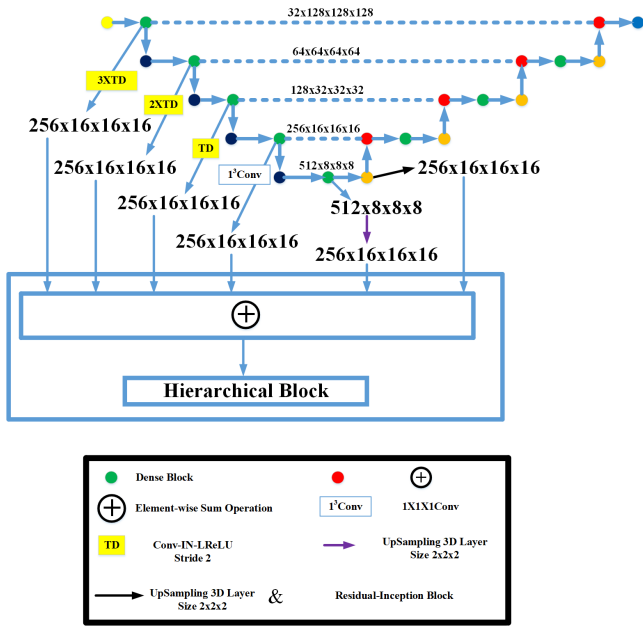 32x128x128x128
64x64x64x64
3XTD
2XTD
128x32x32x32
256x16x16x16
TD
256x16x16x16
256x16x16x16
1³Conv
512x8x8x8
256x16x16x16
256x16x16x16
512x8x8x8
256x16x16x16
256x16x16x16
Hierarchical Block
Dense Block
Element-wise Sum Operation
1³Conv
1X1X1Conv
TD
Conv-IN-LReLU
Stride 2
UpSampling 3D Layer
Size 2x2x2
UpSampling 3D Layer
Size 2x2x2
&
Residual-Inception Block